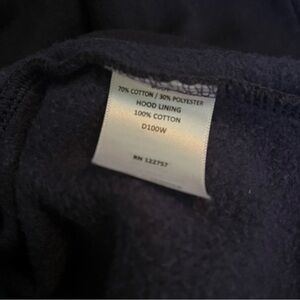 70% COTTON / 30% POLYESTER
HOOD LINING
100% COTTON
D100W
RN 122757